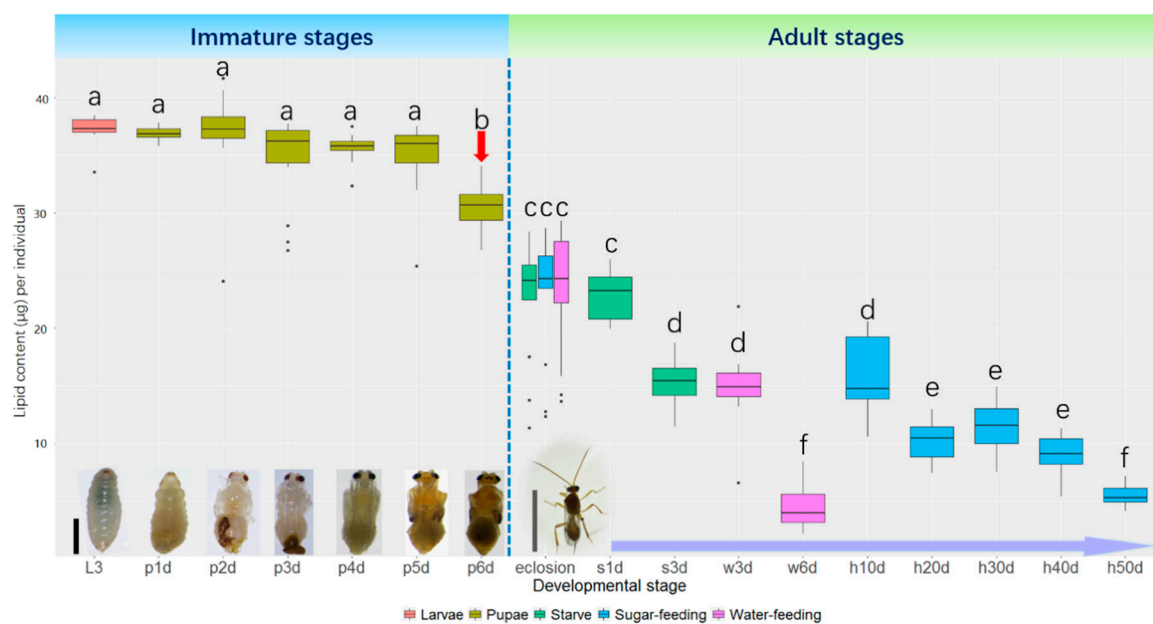 Immature stages
Adult stages
Lipid content (µg) per individual
40
30
20
10
a
a
a
a
a
a
b
c c c
c
d
d
f
d
e
e
e
f
L3 p1d p2d p3d p4d p5d p6d eclosion s1d s3d w3d w6d h10d h20d h30d h40d h50d
Developmental stage
Larvae Pupae Starve Sugar-feeding Water-feeding